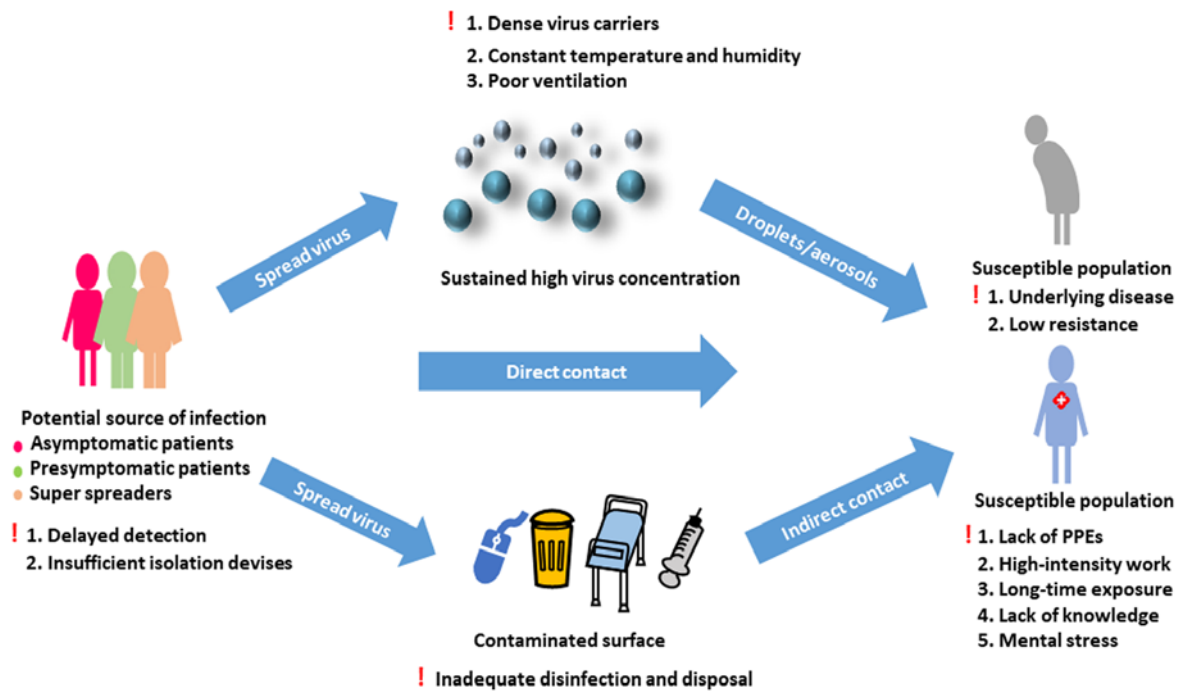 ! 1. Dense virus carriers
2. Constant temperature and humidity
3. Poor ventilation
Spread virus
Sustained high virus concentration
Droplets/aerosols
Susceptible population
! 1. Underlying disease
2. Low resistance
Direct contact
Potential source of infection
Asymptomatic patients
Presymptomatic patients
Super spreaders
! 1. Delayed detection
2. Insufficient isolation devises
Spread virus
Contaminated surface
! Inadequate disinfection and disposal
Indirect contact
Susceptible population
! 1. Lack of PPEs
2. High-intensity work
3. Long-time exposure
4. Lack of knowledge
5. Mental stress